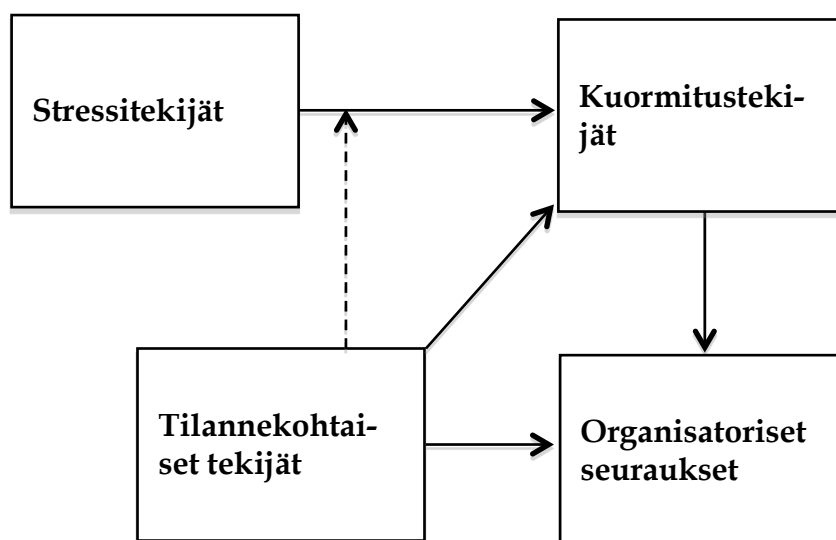 Stressitekijät
Kuormitusteki-
jät
Tilannekohtai-
set tekijät
Organisatoriset
seuraukset